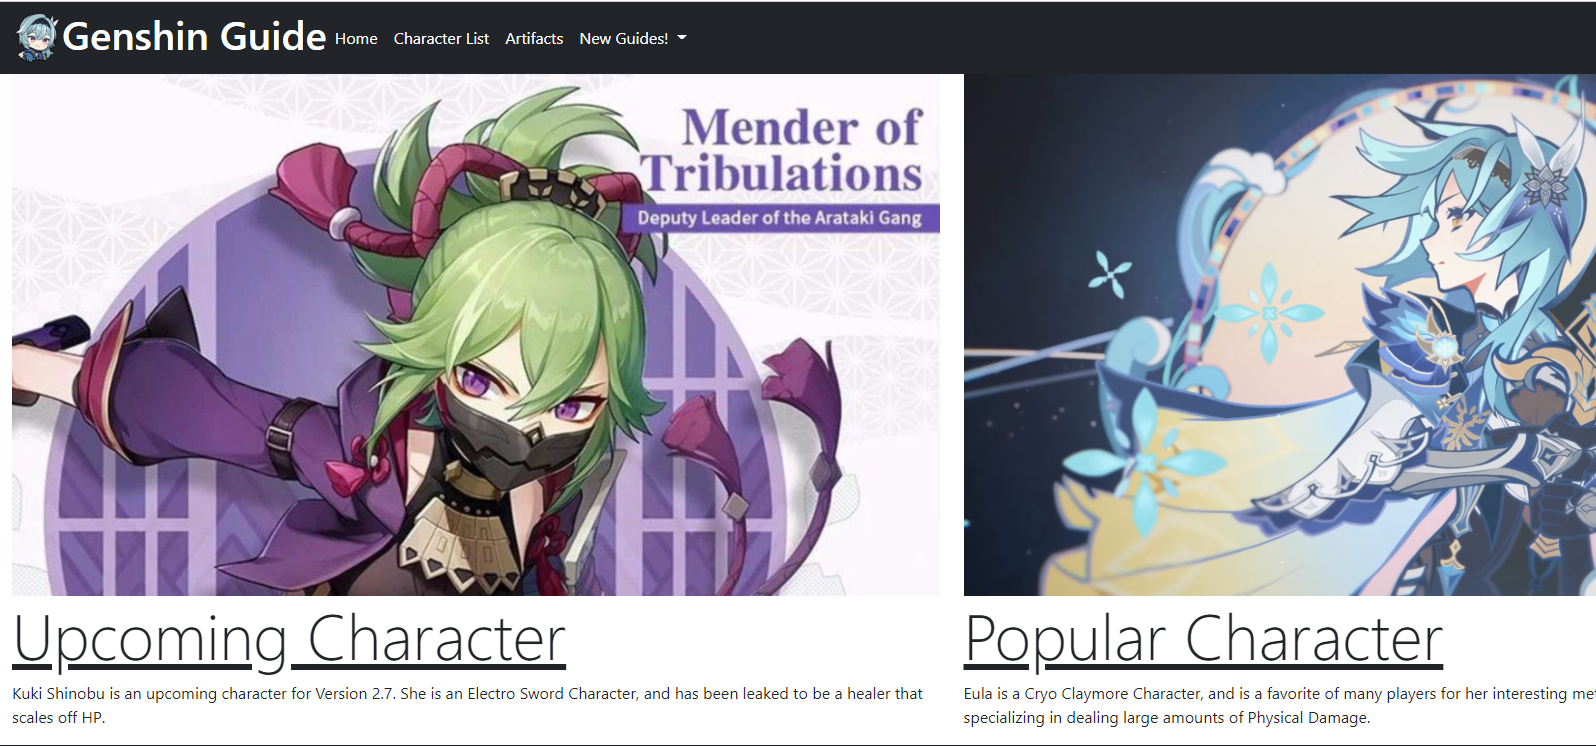 Genshin Guide Home Character List Artifacts New Guides!
Mender of
Tribulations
Deputy Leader of the Arataki Gang
Upcoming Character
Kuki Shinobu is an upcoming character for Version 2.7. She is an Electro Sword Character, and has been leaked to be a healer that
scales off HP.
Popular Character
Eula is a Cryo Claymore Character, and is a favorite of many players for her interesting
specializing in dealing large amounts of Physical Damage.